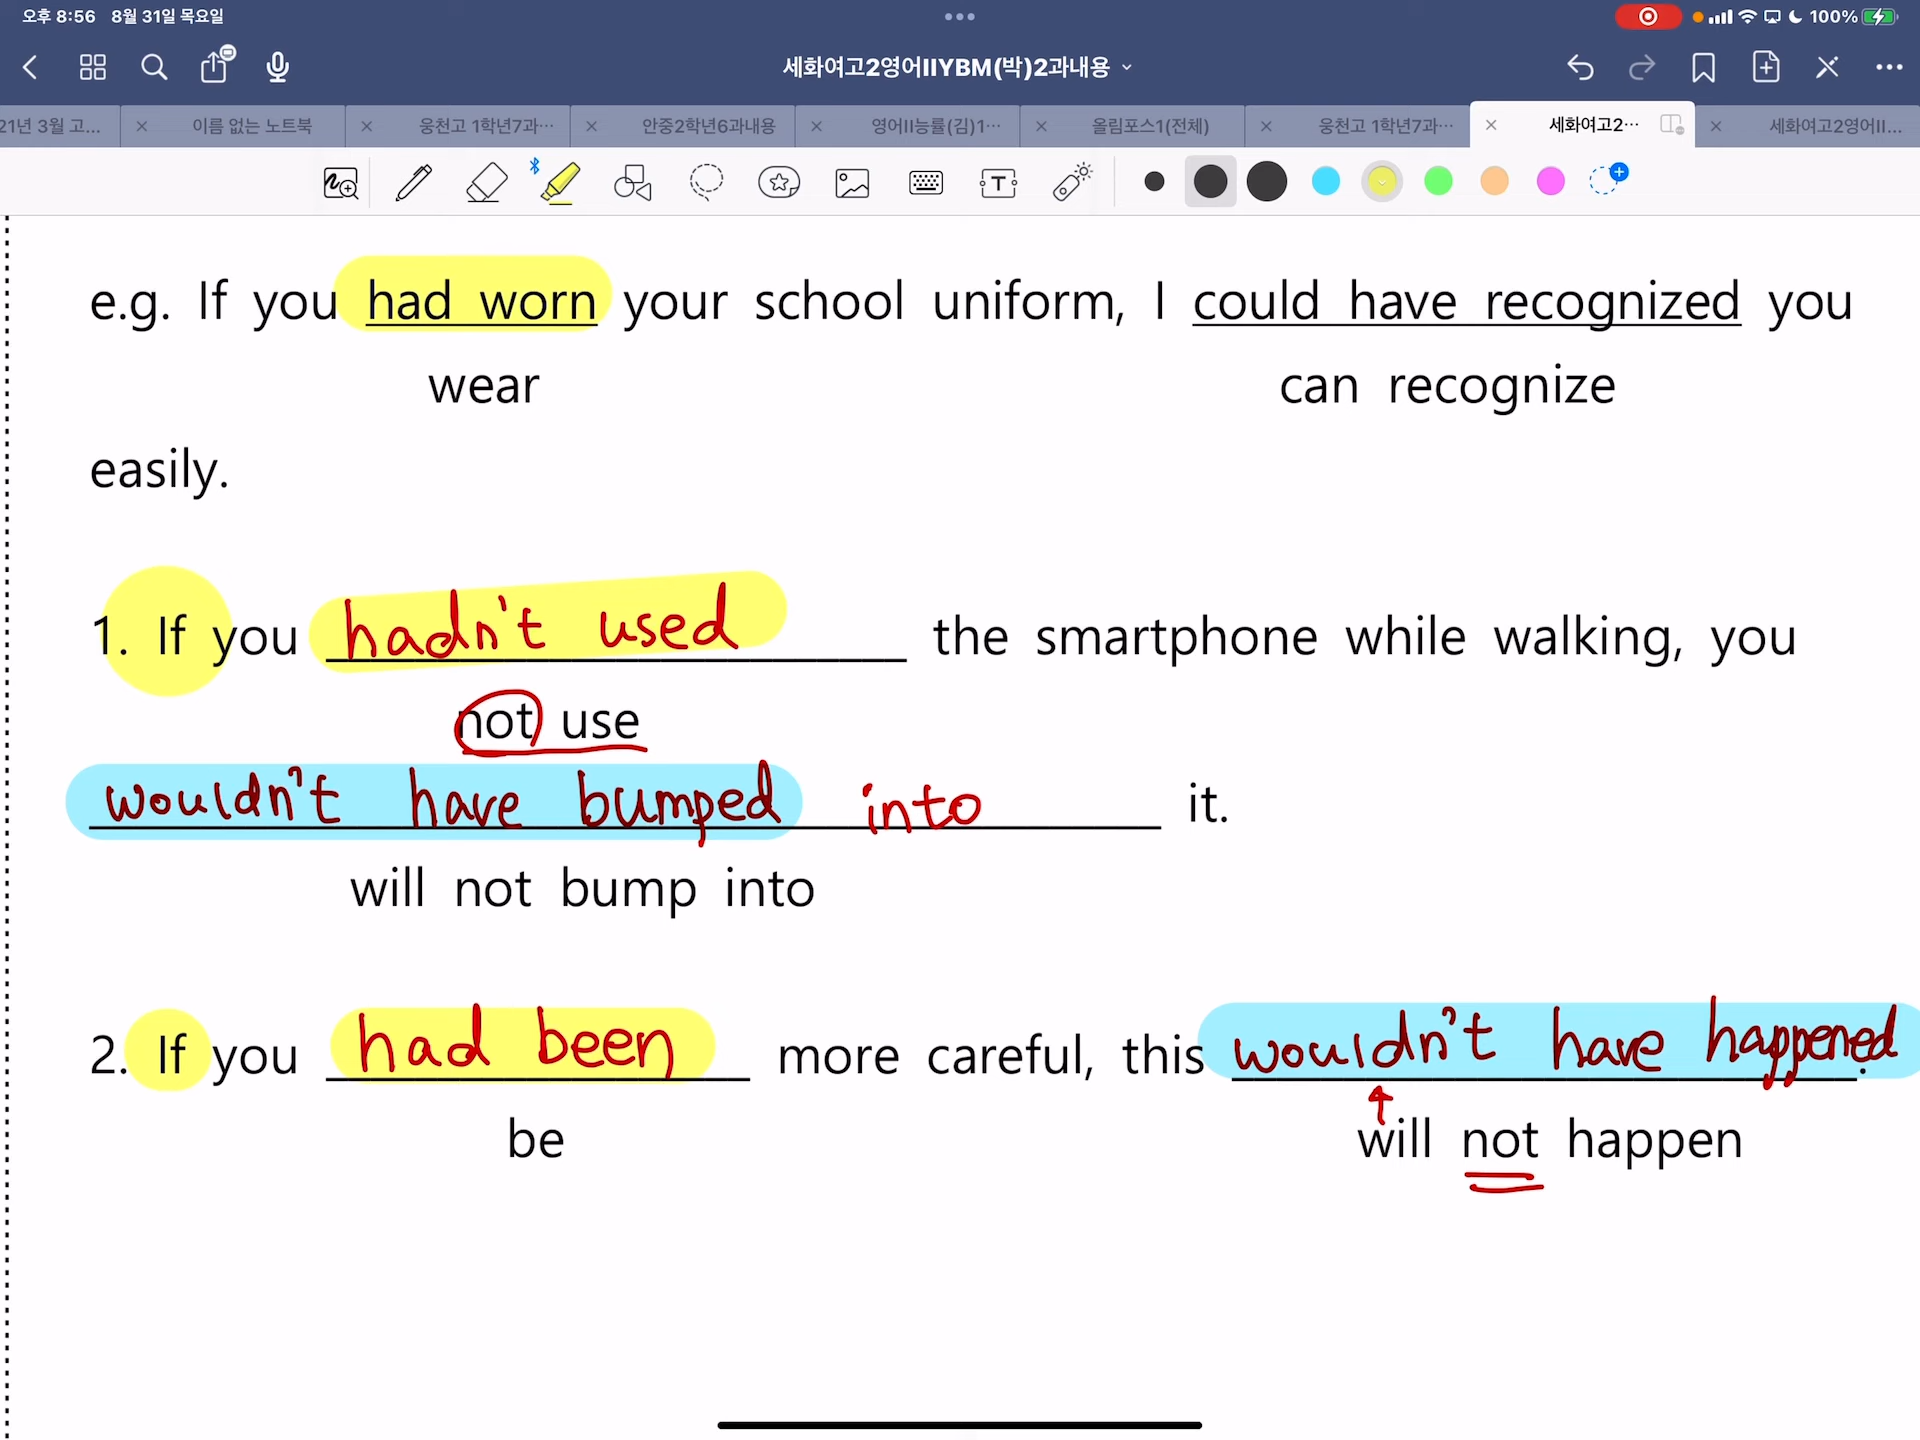 오후 8:56 8월 31일 목요일 100%
세화여고2영어IIYBM(박)2과내용
21년 3월 고... 이름 없는 노트북 웅천고 1학년7과... 안중2학년6과내용 영어II능률(김)1... 올림포스1(전체) 웅천고 1학년7과... 세화여고2... 세화여고2영어II...
e.g. If you had worn your school uniform, I could have recognized you
wear can recognize
easily.
1. If you hadn't used the smartphone while walking, you
not use
wouldn't have bumped into it.
will not bump into
2. If you had been more careful, this wouldn't have happened.
be will not happen